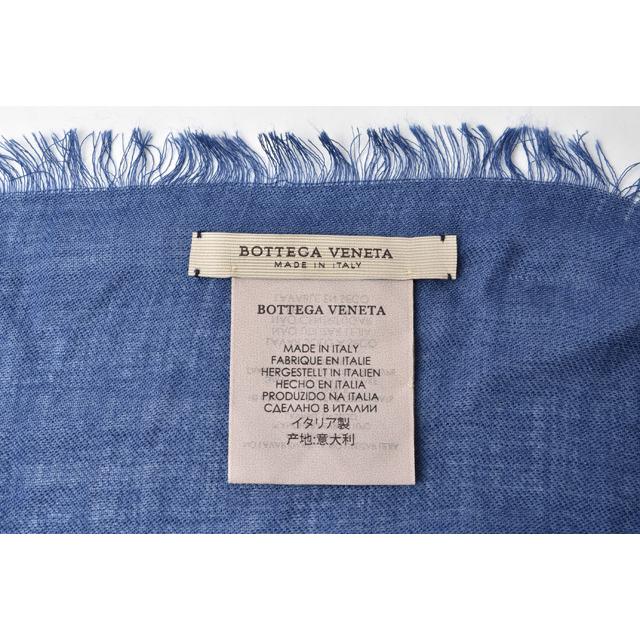 BOTTEGA VENETA
MADE IN ITALY
BOTTEGA VENETA
MADE IN ITALY
FABRIQUE EN ITALIE
HERGESTELLT IN ITALIEN
HECHO EN ITALIA
PRODUZIDO NA ITALIA
СДЕЛАНО В ИТАЛИИ
イタリア製
产地:意大利